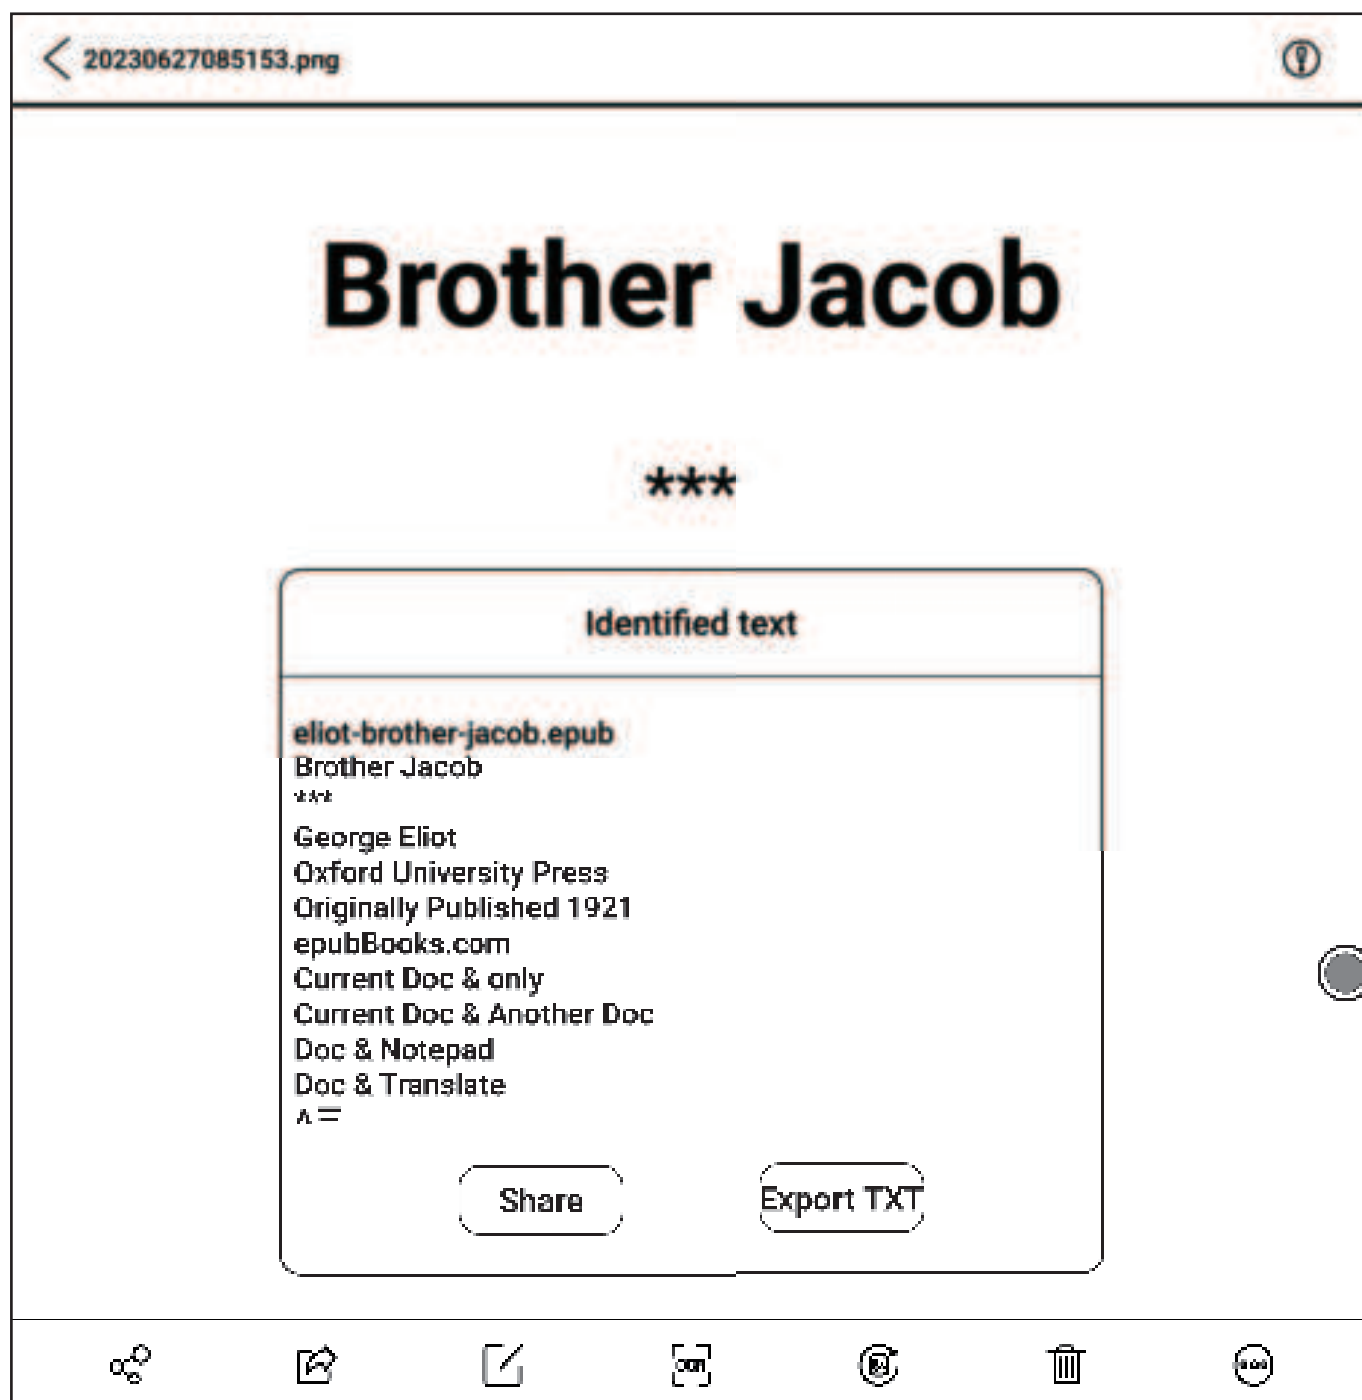 20230627085153.png
Brother Jacob
***
Identified text
eliot-brother-jacob.epub
Brother Jacob
***
George Eliot
Oxford University Press
Originally Published 1921
epubBooks.com
Current Doc & only
Current Doc & Another Doc
Doc & Notepad
Doc & Translate
^ =
Share
Export TXT
OCR